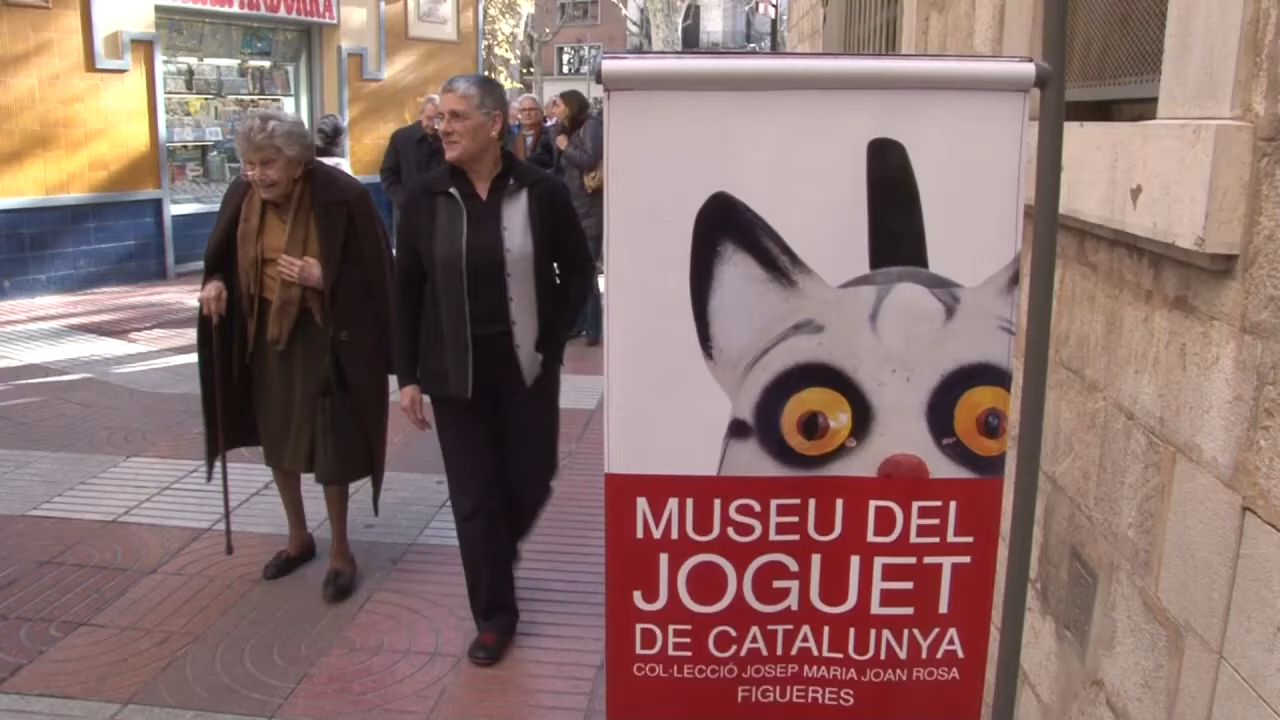 MUSEU DEL
JOGUET
DE CATALUNYA
COL·LECCIÓ JOSEP MARIA JOAN ROSA
FIGUERES